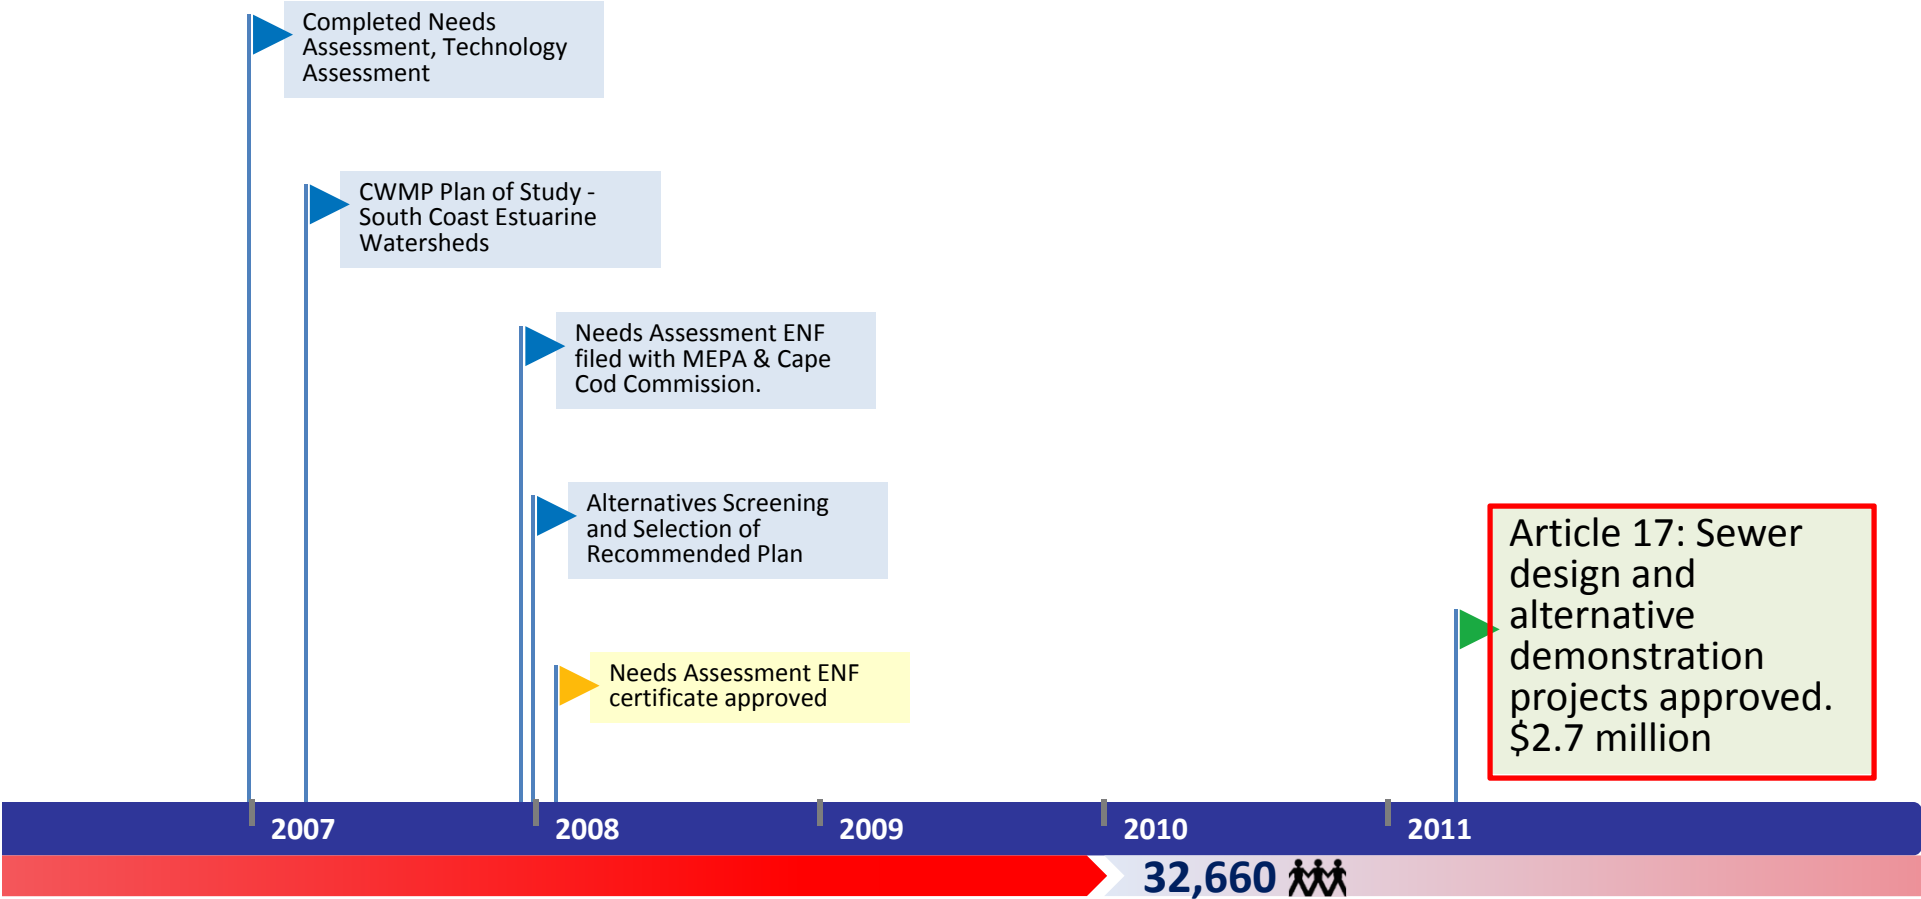 Completed Needs
Assessment, Technology
Assessment
CWMP Plan of Study -
South Coast Estuarine
Watersheds
Needs Assessment ENF
filed with MEPA & Cape
Cod Commission.
Alternatives Screening
and Selection of
Recommended Plan
Needs Assessment ENF
certificate approved
Article 17: Sewer
design and
alternative
demonstration
projects approved.
$2.7 million
2007
2008
2009
2010
2011
32,660